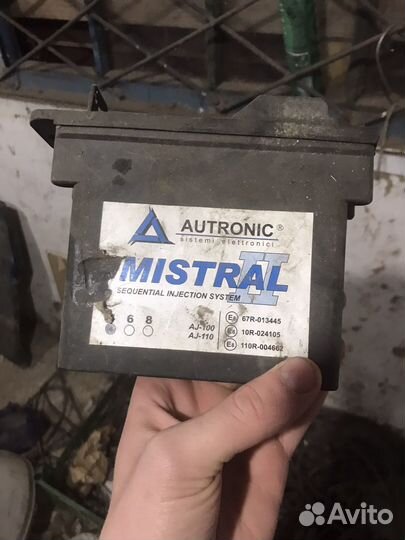 AUTRONIC®
sistemi elettronici
MISTRAL II
SEQUENTIAL INJECTION SYSTEM
6 8
AJ-100
AJ-110
67R-013445
10R-024105
110R-004662
Avito